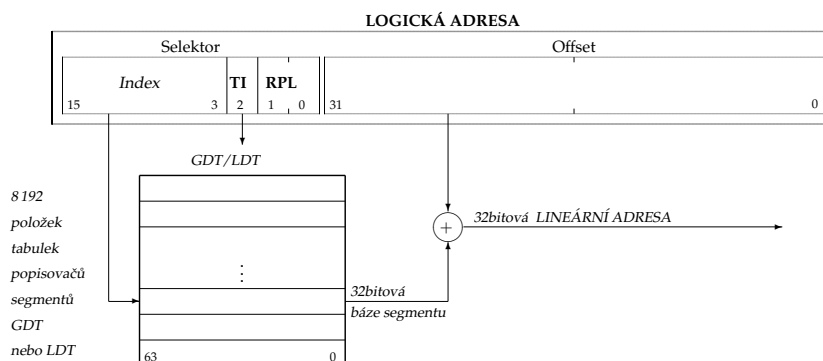 LOGICKÁ ADRESA
Selektor Offset
Index TI RPL
15 3 2 1 0 31 0
GDT/LDT
8 192
položek
tabulek
popisovačů
segmentů
GDT
nebo LDT
63 0
32bitová
báze segmentu
+
32bitová LINEÁRNÍ ADRESA